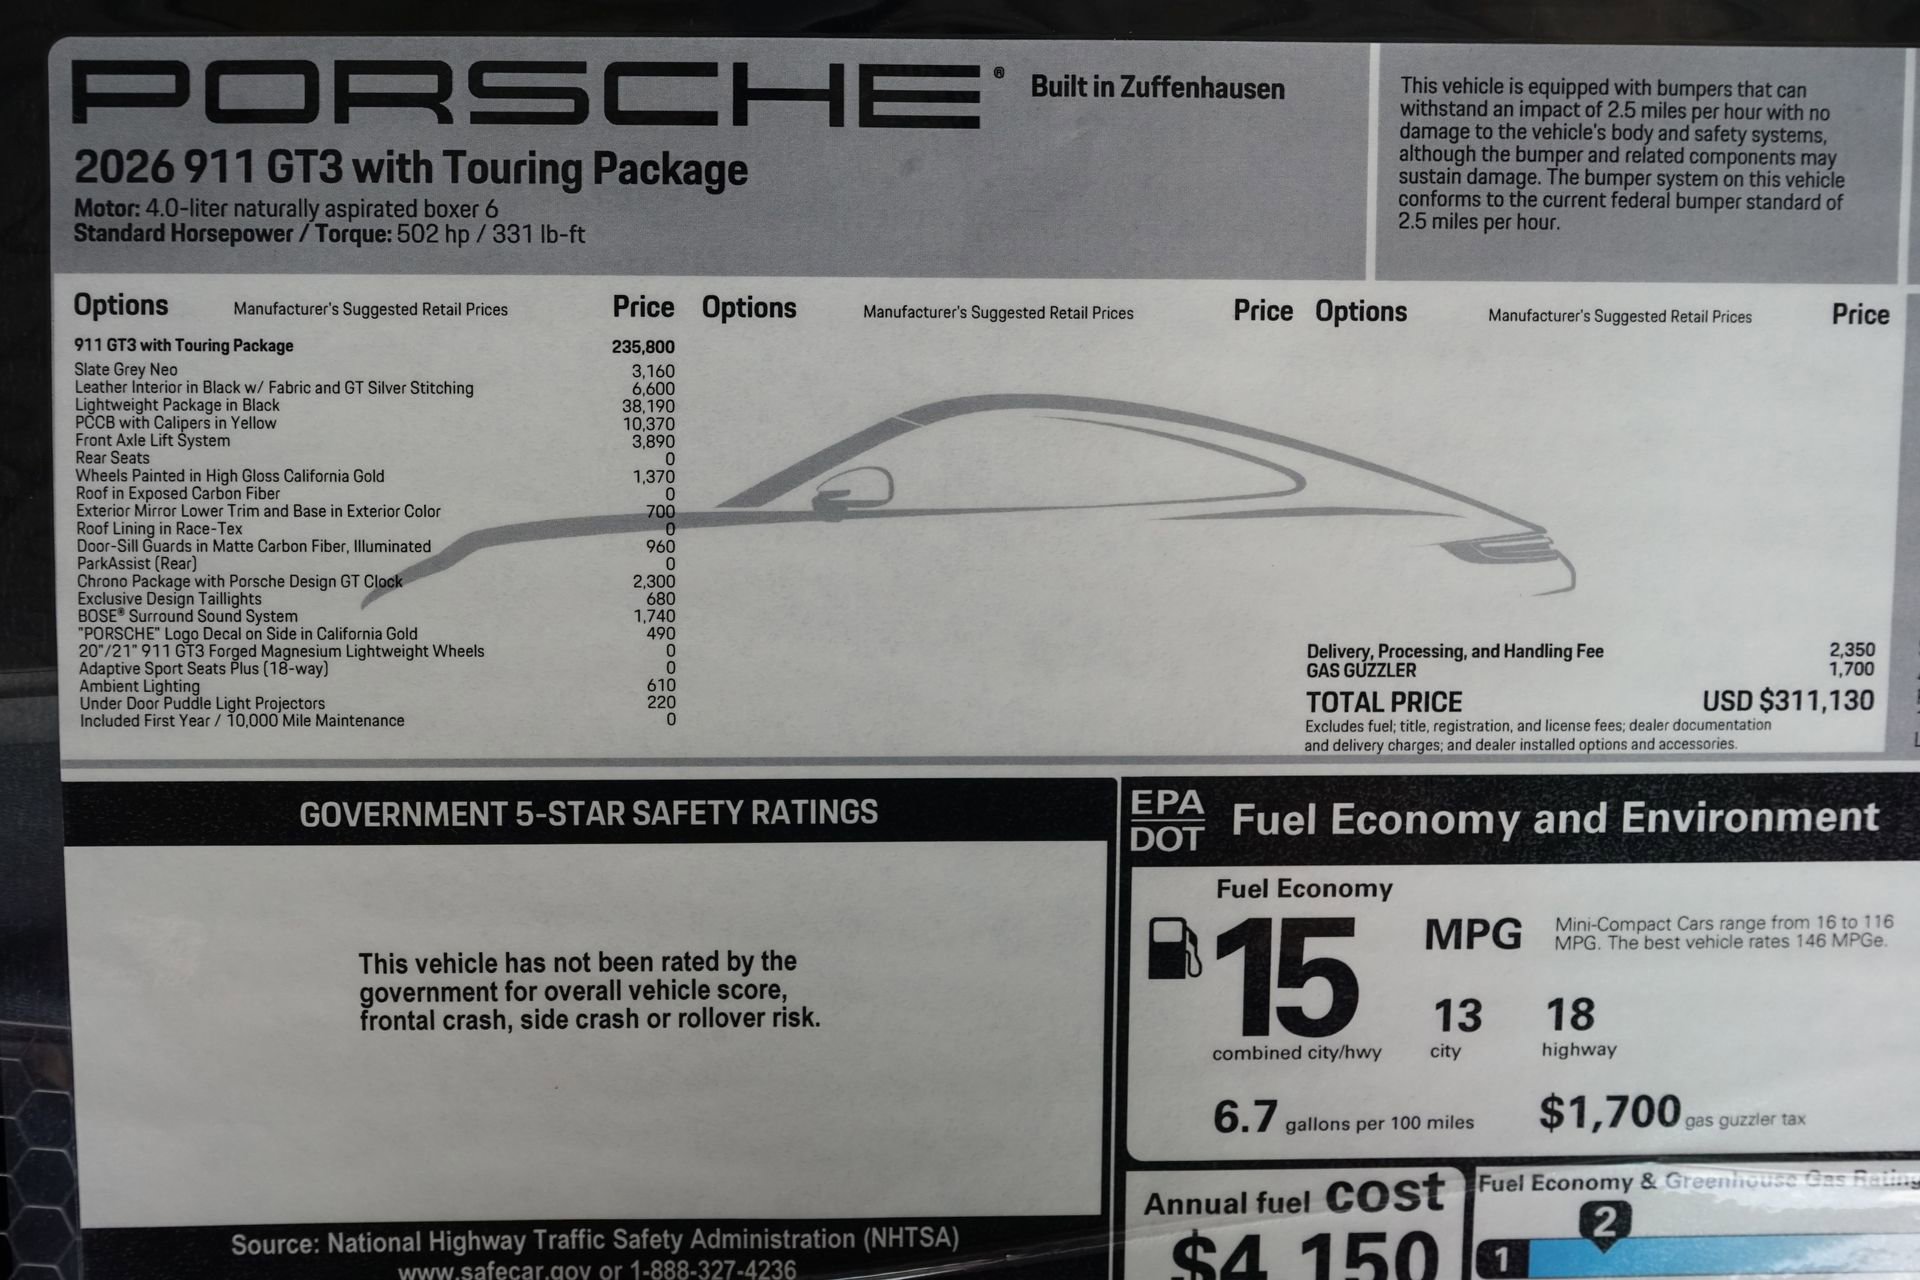 PORSCHE®
Built in Zuffenhausen
2026 911 GT3 with Touring Package
Motor: 4.0-liter naturally aspirated boxer 6
Standard Horsepower / Torque: 502 hp / 331 lb-ft
This vehicle is equipped with bumpers that can
withstand an impact of 2.5 miles per hour with no
damage to the vehicle's body and safety systems,
although the bumper and related components may
sustain damage. The bumper system on this vehicle
conforms to the current federal bumper standard of
2.5 miles per hour.
Options Manufacturer's Suggested Retail Prices Price Options Manufacturer's Suggested Retail Prices Price Options Manufacturer's Suggested Retail Prices Price
911 GT3 with Touring Package 235,800
Slate Grey Neo 3,160
Leather Interior in Black w/ Fabric and GT Silver Stitching 6,600
Lightweight Package in Black 38,190
PCCB with Calipers in Yellow 10,370
Front Axle Lift System 3,890
Rear Seats 0
Wheels Painted in High Gloss California Gold 1,370
Roof in Exposed Carbon Fiber 0
Exterior Mirror Lower Trim and Base in Exterior Color 700
Roof Lining in Race-Tex 0
Door-Sill Guards in Matte Carbon Fiber, Illuminated 960
ParkAssist (Rear) 0
Chrono Package with Porsche Design GT Clock 2,300
Exclusive Design Taillights 680
BOSE® Surround Sound System 1,740
"PORSCHE" Logo Decal on Side in California Gold 490
20"/21" 911 GT3 Forged Magnesium Lightweight Wheels 0
Adaptive Sport Seats Plus (18-way) 0
Ambient Lighting 610
Under Door Puddle Light Projectors 220
Included First Year / 10,000 Mile Maintenance 0
Delivery, Processing, and Handling Fee 2,350
GAS GUZZLER 1,700
TOTAL PRICE USD $311,130
Excludes fuel; title, registration, and license fees; dealer documentation
and delivery charges; and dealer installed options and accessories.
GOVERNMENT 5-STAR SAFETY RATINGS
This vehicle has not been rated by the
government for overall vehicle score,
frontal crash, side crash or rollover risk.
Source: National Highway Traffic Safety Administration (NHTSA)
www.safecar.gov or 1-888-327-4236
EPA
DOT
Fuel Economy and Environment
Fuel Economy
15 MPG
Mini-Compact Cars range from 16 to 116
MPG. The best vehicle rates 146 MPGe.
13 18
combined city/hwy city highway
6.7 gallons per 100 miles
$1,700 gas guzzler tax
Annual fuel cost
$4,150
Fuel Economy & Greenhouse Gas Rating
2
1